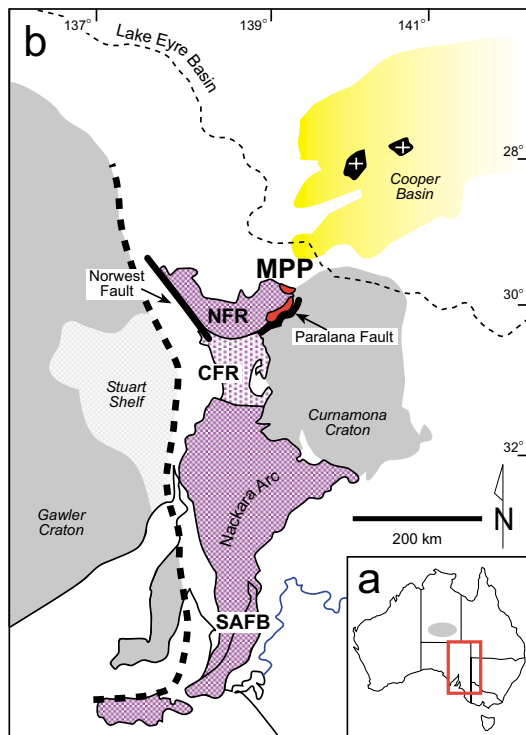 137°
139°
141°
b
Lake Eyre Basin
28°
Cooper
Basin
MPP
Norwest
Fault
30°
NFR
Paralana Fault
CFR
Stuart
Shelf
Curnamona
Craton
32°
Nackara Arc
Gawler
Craton
N
200 km
a
SAFB